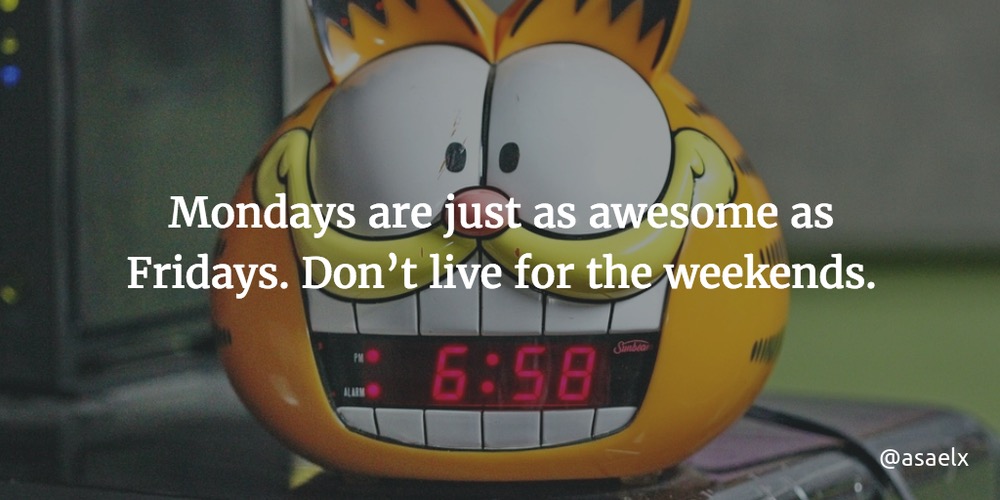 Mondays are just as awesome as
Fridays. Don’t live for the weekends.
PM
Sunbeam
6:58
ALARM
@asaelx